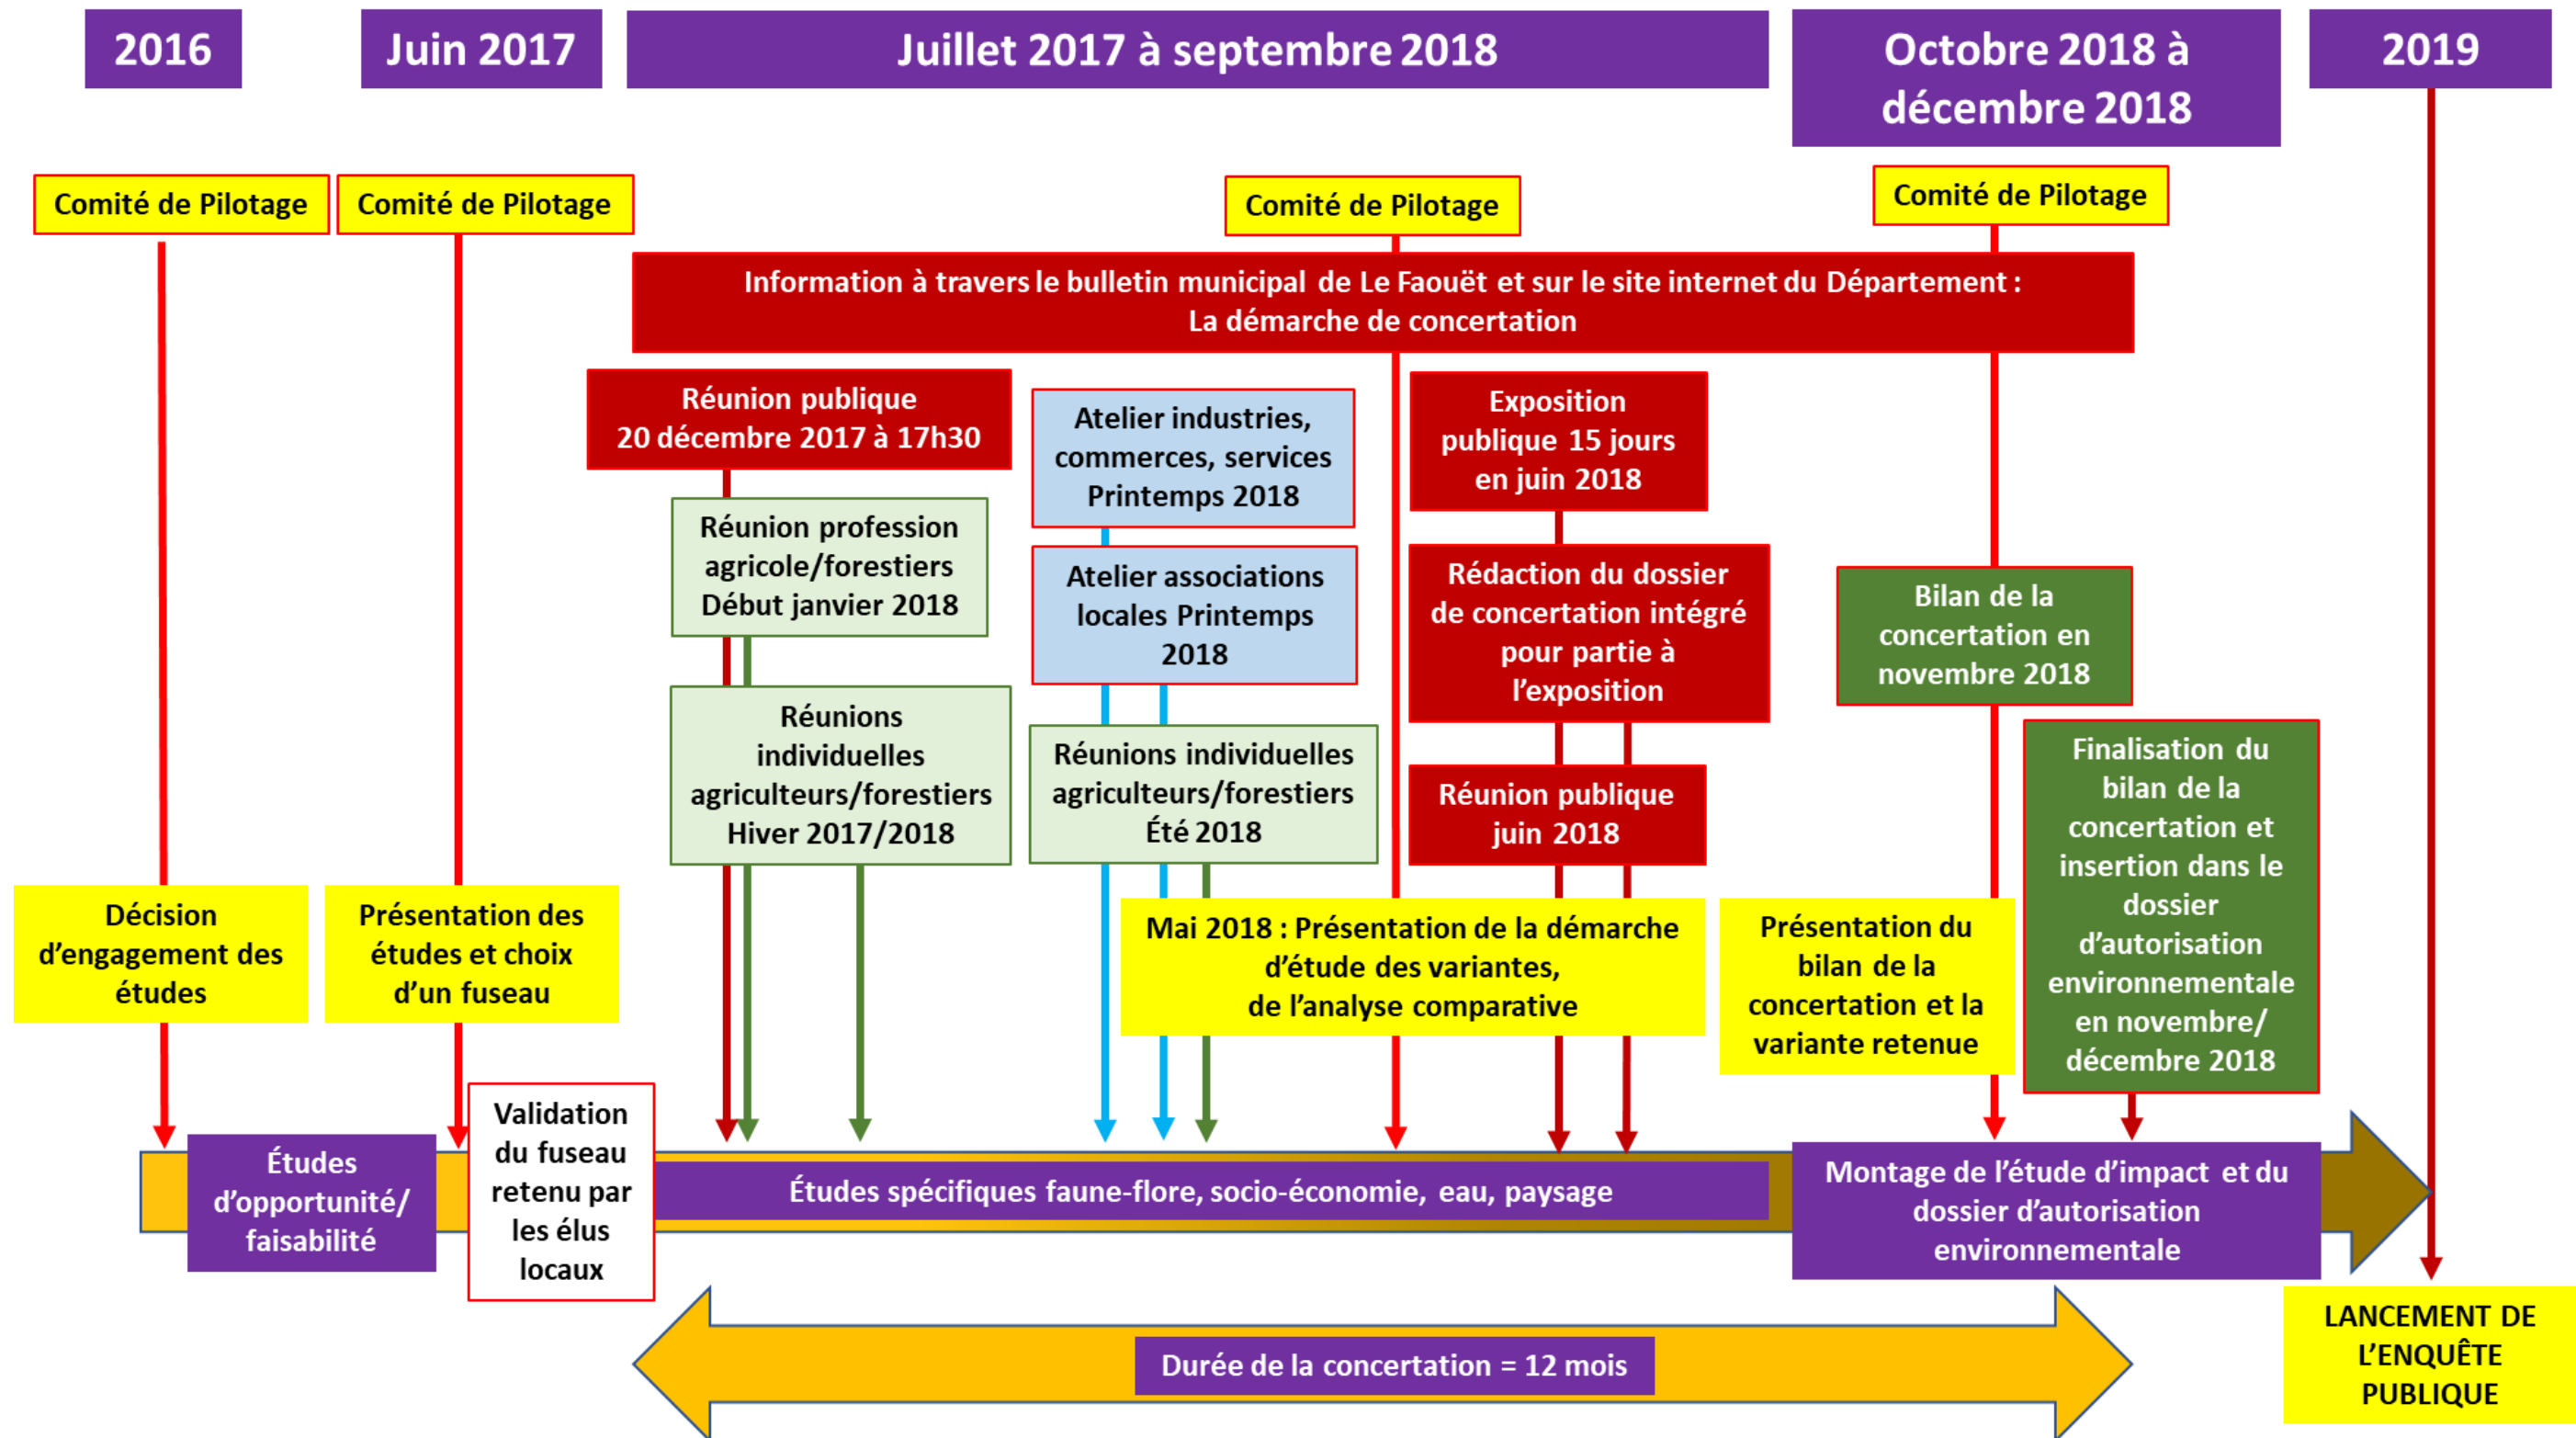 2016
Juin 2017
Juillet 2017 à septembre 2018
Octobre 2018 à
décembre 2018
2019
Comité de Pilotage
Comité de Pilotage
Comité de Pilotage
Comité de Pilotage
Information à travers le bulletin municipal de Le Faouët et sur le site internet du Département :
La démarche de concertation
Réunion publique
20 décembre 2017 à 17h30
Réunion profession
agricole/forestiers
Début janvier 2018
Réunions
individuelles
agriculteurs/forestiers
Hiver 2017/2018
Atelier industries,
commerces, services
Printemps 2018
Atelier associations
locales Printemps
2018
Réunions individuelles
agriculteurs/forestiers
Été 2018
Exposition
publique 15 jours
en juin 2018
Rédaction du dossier
de concertation intégré
pour partie à
l’exposition
Réunion publique
juin 2018
Bilan de la
concertation en
novembre 2018
Finalisation du
bilan de la
concertation et
insertion dans le
dossier
d’autorisation
environnementale
en novembre/
décembre 2018
Décision
d’engagement des
études
Présentation des
études et choix
d’un fuseau
Mai 2018 : Présentation de la démarche
d’étude des variantes,
de l’analyse comparative
Présentation du
bilan de la
concertation et la
variante retenue
Études
d’opportunité/
faisabilité
Validation
du fuseau
retenu par
les élus
locaux
Études spécifiques faune-flore, socio-économie, eau, paysage
Montage de l’étude d’impact et du
dossier d’autorisation
environnementale
Durée de la concertation = 12 mois
LANCEMENT DE
L’ENQUÊTE
PUBLIQUE